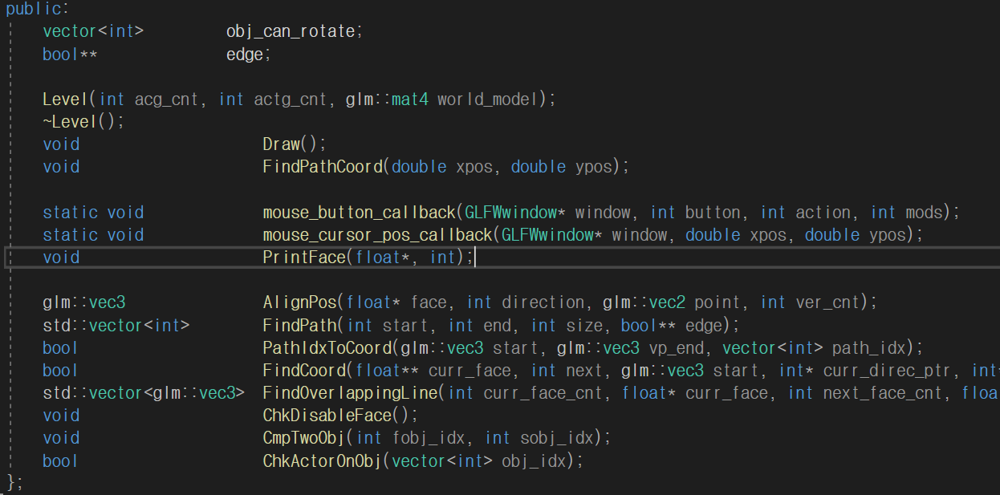 public:
vector<int> obj_can_rotate;
bool** edge;
Level(int acg_cnt, int actg_cnt, glm::mat4 world_model);
~Level();
void Draw();
void FindPathCoord(double xpos, double ypos);
static void mouse_button_callback(GLFWwindow* window, int button, int action, int mods);
static void mouse_cursor_pos_callback(GLFWwindow* window, double xpos, double ypos);
void PrintFace(float*, int);
glm::vec3 AlignPos(float* face, int direction, glm::vec2 point, int ver_cnt);
std::vector<int> FindPath(int start, int end, int size, bool** edge);
bool PathIdxToCoord(glm::vec3 start, glm::vec3 vp_end, vector<int> path_idx);
bool FindCoord(float** curr_face, int next, glm::vec3 start, int* curr_direc_ptr, int
std::vector<glm::vec3> FindOverlappingLine(int curr_face_cnt, float* curr_face, int next_face_cnt, floa
void ChkDisableFace();
void CmpTwoObj(int fobj_idx, int sobj_idx);
bool ChkActorOnObj(vector<int> obj_idx);
};